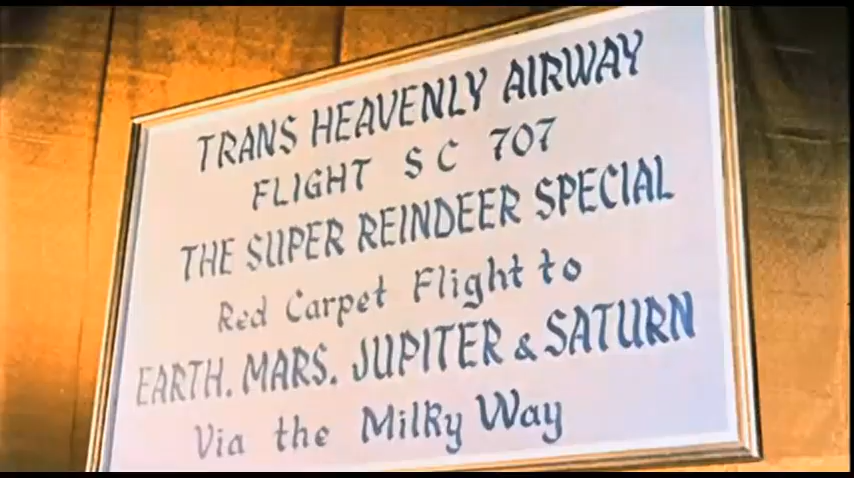 TRANS HEAVENLY AIRWAY
FLIGHT SC 707
THE SUPER REINDEER SPECIAL
Red Carpet Flight to
EARTH. MARS. JUPITER & SATURN
Via the Milky Way